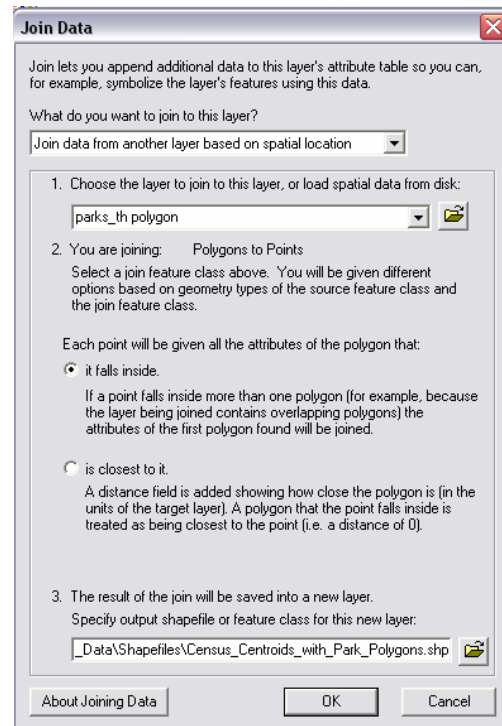 Join Data
Join lets you append additional data to this layer's attribute table so you can,
for example, symbolize the layer's features using this data.
What do you want to join to this layer?
Join data from another layer based on spatial location
1. Choose the layer to join to this layer, or load spatial data from disk:
parks_th polygon
2. You are joining: Polygons to Points
Select a join feature class above. You will be given different
options based on geometry types of the source feature class and
the join feature class.
Each point will be given all the attributes of the polygon that:
it falls inside.
If a point falls inside more than one polygon (for example, because
the layer being joined contains overlapping polygons) the
attributes of the first polygon found will be joined.
is closest to it.
A distance field is added showing how close the polygon is (in the
units of the target layer). A polygon that the point falls inside is
treated as being closest to the point (i.e. a distance of 0).
3. The result of the join will be saved into a new layer.
Specify output shapefile or feature class for this new layer:
_Data\Shapefiles\Census_Centroids_with_Park_Polygons.shp
About Joining Data OK Cancel